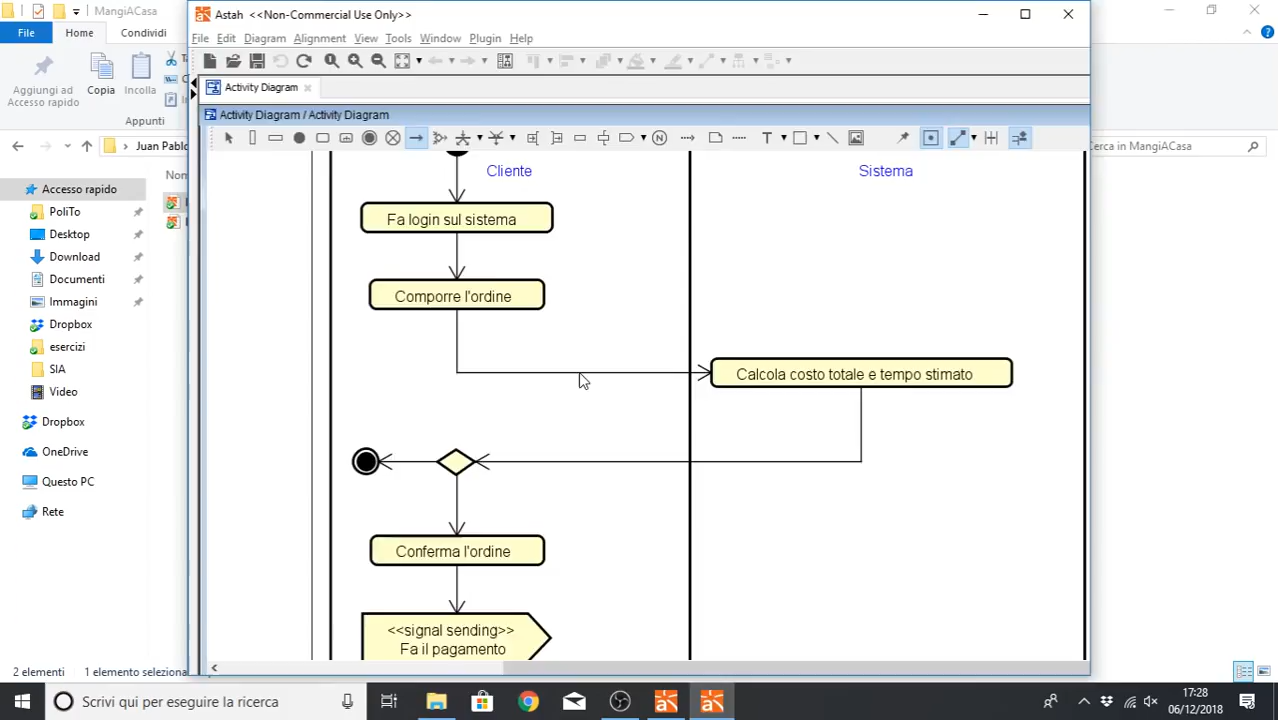 MangiACasa
Astah <<Non-Commercial Use Only>>
File
Home
Condividi
File Edit Diagram Alignment View Tools Window Plugin Help
Aggiungi ad
Accesso rapido
Copia
Incolla
Appunti
Activity Diagram
Activity Diagram / Activity Diagram
N
T
Juan Pablo
Cerca in MangiACasa
Accesso rapido
PoliTo
Desktop
Download
Documenti
Immagini
Dropbox
esercizi
SIA
Video
Dropbox
OneDrive
Questo PC
Rete
Cliente
Sistema
Fa login sul sistema
Comporre l'ordine
Calcola costo totale e tempo stimato
Conferma l'ordine
<<signal sending>>
Fa il pagamento
2 elementi
Scrivi qui per eseguire la ricerca
17:28
06/12/2018